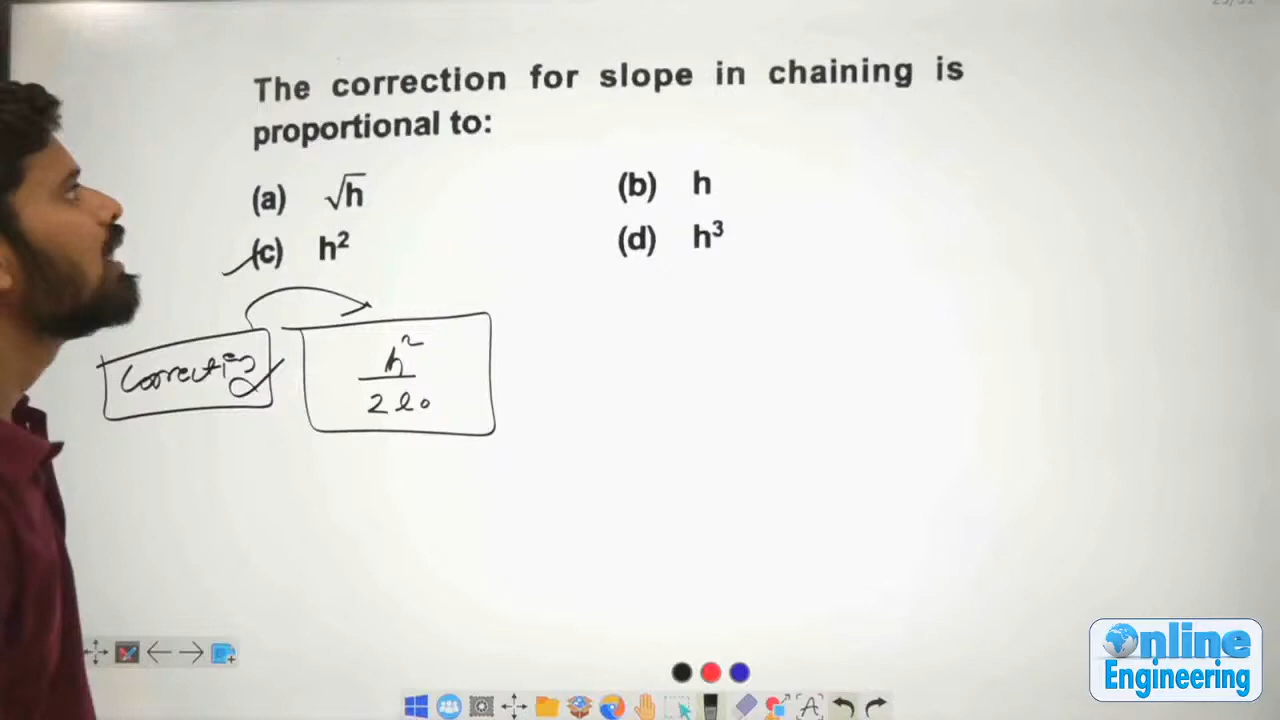 The correction for slope in chaining is
proportional to:
(a) √h (b) h
(c) h² (d) h³
Correction
h²
2l₀
Online
Engineering